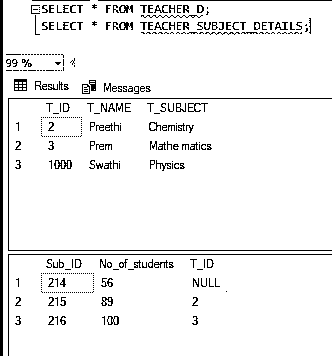 SELECT * FROM TEACHER_D;
SELECT * FROM TEACHER_SUBJECT_DETAILS;
99 %
Results Messages
T_ID T_NAME T_SUBJECT
1 2 Preethi Chemistry
2 3 Prem Mathe matics
3 1000 Swathi Physics
Sub_ID No_of_students T_ID
1 214 56 NULL
2 215 89 2
3 216 100 3